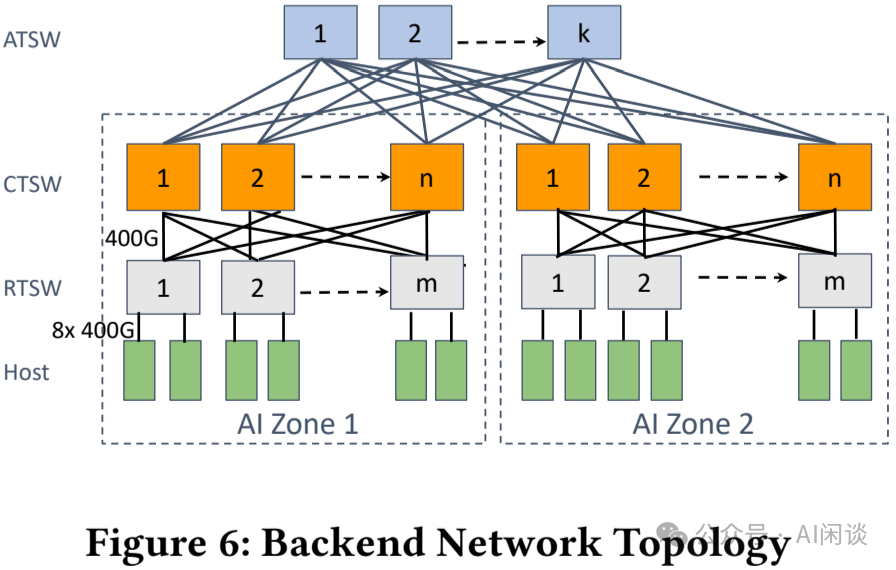 ATSW
1 2 k
CTSW
1 2 n 1 2 n
400G
RTSW
1 2 m 1 2 m
8x 400G
Host
AI Zone 1 AI Zone 2
Figure 6: Backend Network Topology
公众号 · AI闲谈